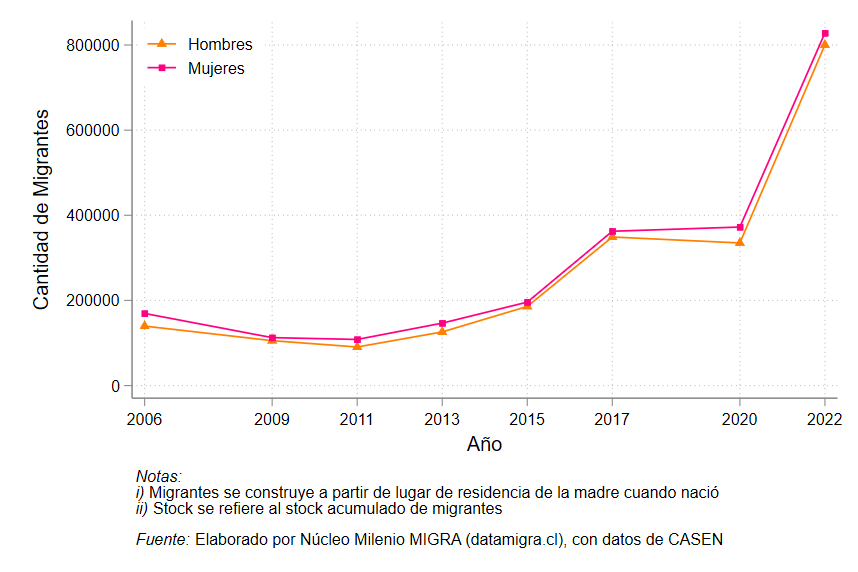 Hombres
Mujeres
800000
600000
400000
200000
0
Cantidad de Migrantes
2006 2009 2011 2013 2015 2017 2020 2022
Año
Notas:
i) Migrantes se construye a partir de lugar de residencia de la madre cuando nació
ii) Stock se refiere al stock acumulado de migrantes
Fuente: Elaborado por Núcleo Milenio MIGRA (datamigra.cl), con datos de CASEN